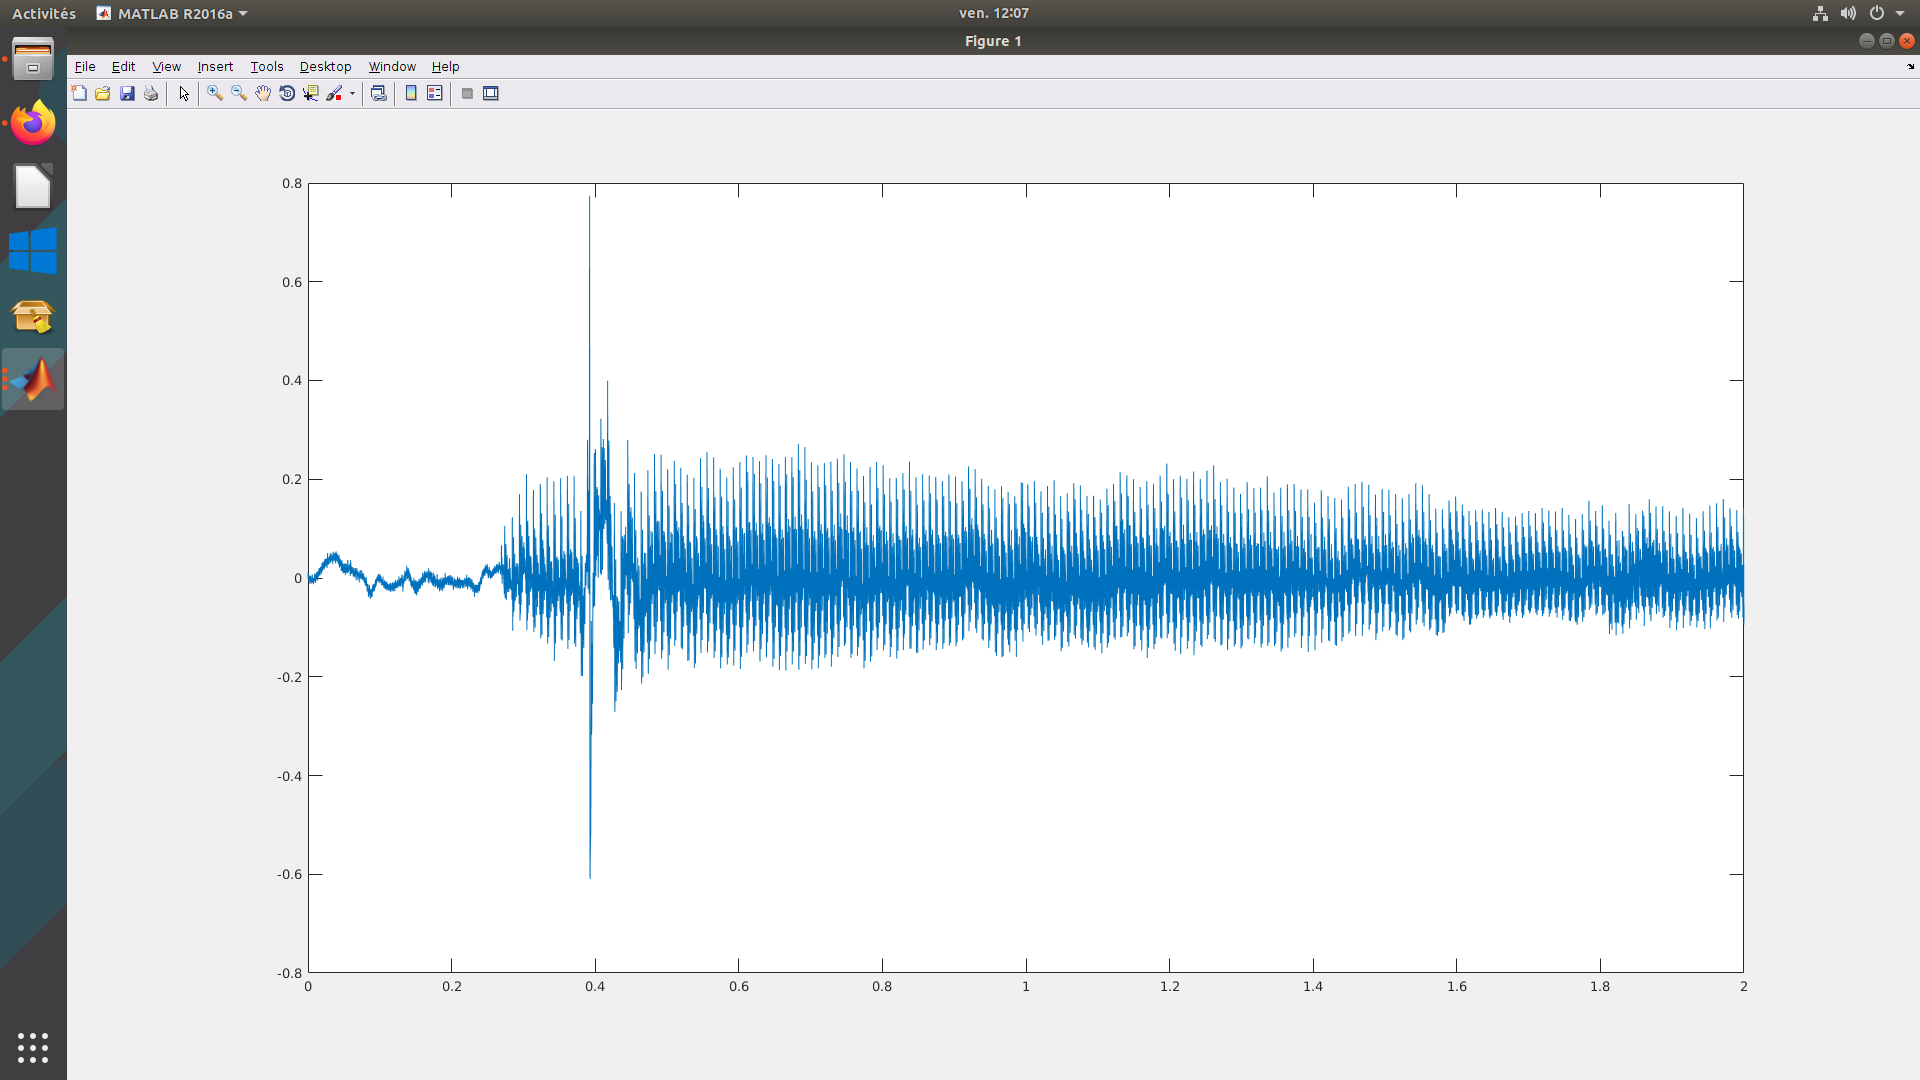 Activités MATLAB R2016a ven. 12:07
Figure 1
File Edit View Insert Tools Desktop Window Help
0.8
0.6
0.4
0.2
0
-0.2
-0.4
-0.6
-0.8
0 0.2 0.4 0.6 0.8 1 1.2 1.4 1.6 1.8 2